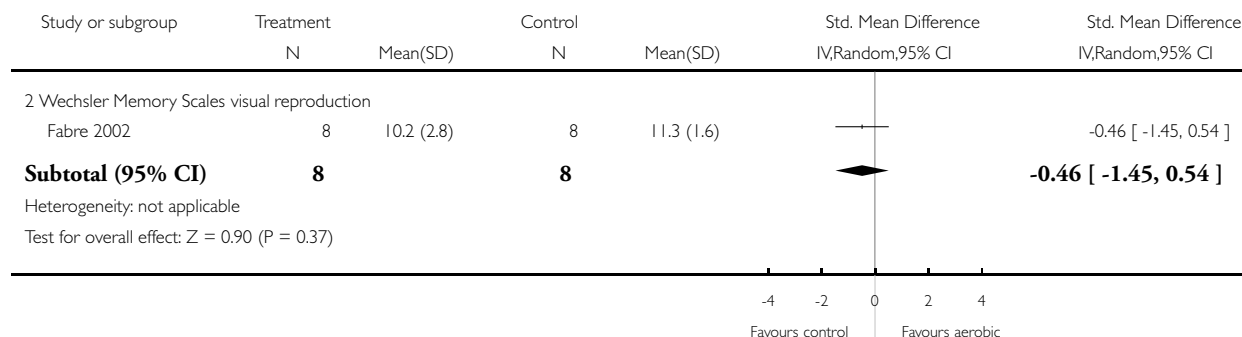 Study or subgroup Treatment Control Std. Mean Difference Std. Mean Difference
N Mean(SD) N Mean(SD) IV,Random,95% CI IV,Random,95% CI
2 Wechsler Memory Scales visual reproduction
Fabre 2002 8 10.2 (2.8) 8 11.3 (1.6) -0.46 [ -1.45, 0.54 ]
Subtotal (95% CI) 8 8 -0.46 [ -1.45, 0.54 ]
Heterogeneity: not applicable
Test for overall effect: Z = 0.90 (P = 0.37)
-4 -2 0 2 4
Favours control Favours aerobic